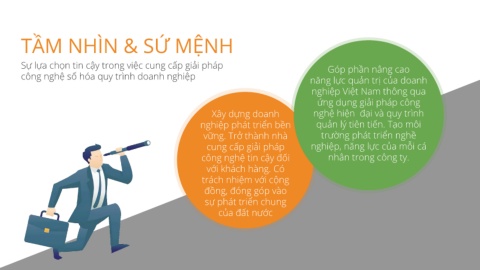 TẦM NHÌN & SỨ MỆNH
Sự lựa chọn tin cậy trong việc cung cấp giải pháp
công nghệ số hóa quy trình doanh nghiệp
Xây dựng doanh
nghiệp phát triển bền
vững. Trở thành nhà
cung cấp giải pháp
công nghệ tin cậy đối
với khách hàng. Có
trách nhiệm với cộng
đồng, đóng góp vào
sự phát triển chung
của đất nước
Góp phần nâng cao
năng lực quản trị của doanh
nghiệp Việt Nam thông qua
ứng dụng giải pháp công
nghệ hiện đại và quy trình
quản lý tiên tiến. Tạo môi
trường phát triển nghề
nghiệp, năng lực của mỗi cá
nhân trong công ty.